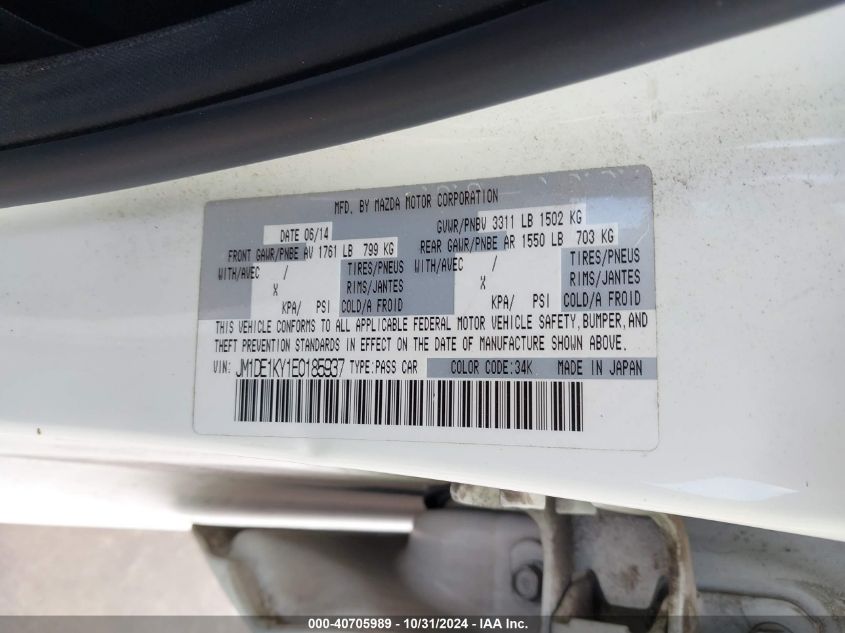 MFD. BY MAZDA MOTOR CORPORATION
DATE 06/14 GVWR/PNBV 3311 LB 1502 KG
FRONT GAWR/PNBE AV 1761 LB 799 KG REAR GAWR/PNBE AR 1550 LB 703 KG
WITH/AVEC / TIRES/PNEUS WITH/AVEC / TIRES/PNEUS
X RIMS/JANTES X RIMS/JANTES
KPA/ PSI COLD/A FROID KPA/ PSI COLD/A FROID
THIS VEHICLE CONFORMS TO ALL APPLICABLE FEDERAL MOTOR VEHICLE SAFETY, BUMPER, AND
THEFT PREVENTION STANDARDS IN EFFECT ON THE DATE OF MANUFACTURE SHOWN ABOVE.
VIN: JM1DE1KY1E0185937 TYPE: PASS CAR COLOR CODE: 34K MADE IN JAPAN
000-40705989 - 10/31/2024 - IAA Inc.